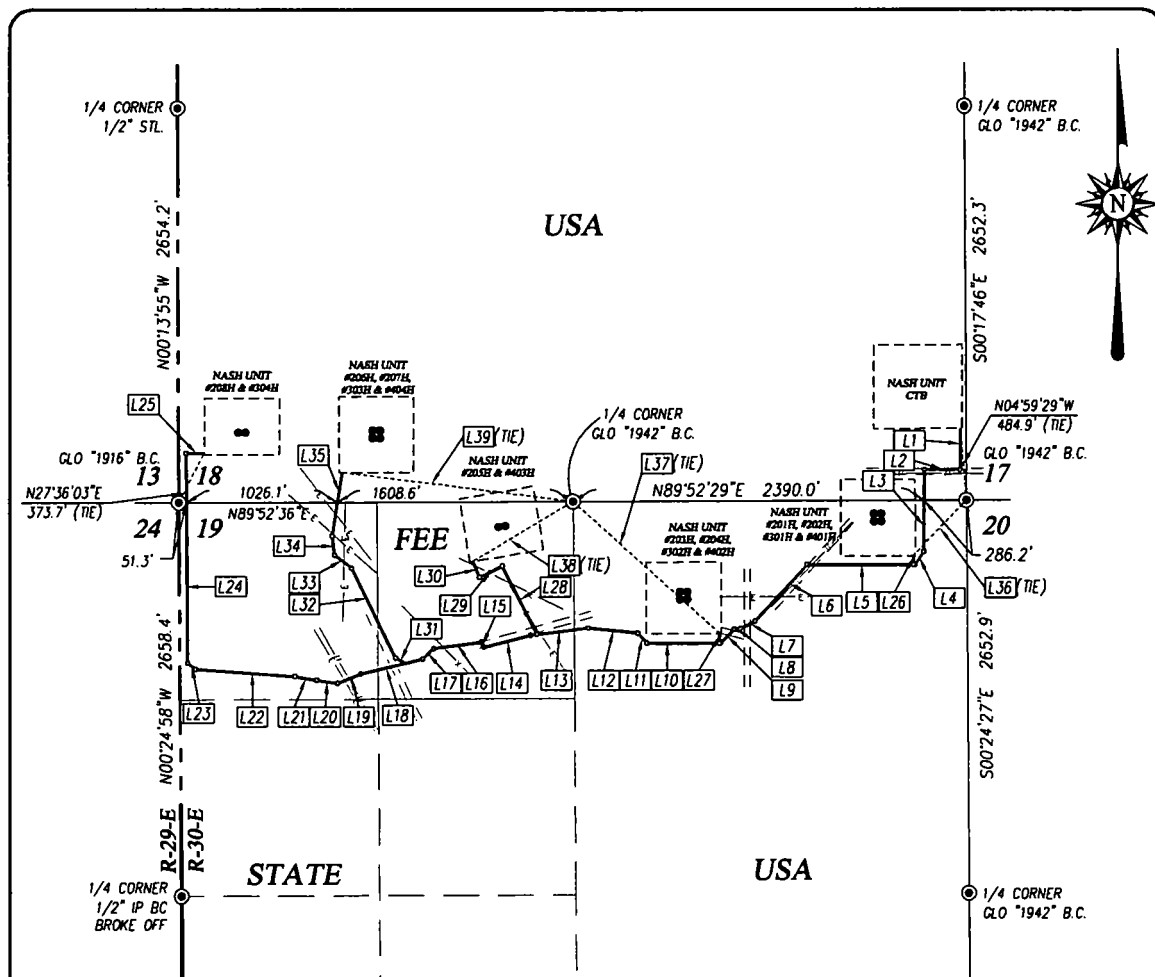 1/4 CORNER
1/2" STL.
1/4 CORNER
GLO "1942" B.C.
N
N00°13'55"W 2654.2'
S00°17'46"E 2652.3'
USA
NASH UNIT
#208H & #304H
NASH UNIT
#206H, #207H,
#303H & #404H
NASH UNIT
CTB
L25
L35
L39 (TIE)
1/4 CORNER
GLO "1942" B.C.
L1
L2
L3
N04°59'29"W
484.9' (TIE)
GLO "1942" B.C.
GLO "1916" B.C.
13 18
17
NASH UNIT
#205H & #403H
L37 (TIE)
N27°36'03"E
373.7' (TIE)
24 19
1026.1'
1608.6'
N89°52'36"E
N89°52'29"E 2390.0'
20
51.3'
286.2'
FEE
NASH UNIT
#203H, #204H,
#302H & #402H
NASH UNIT
#201H, #202H,
#301H & #401H
L34
L33
L32
L30
L29
L38 (TIE)
L28
L15
L6
L5
L26
L4
L36 (TIE)
L24
L31
L7
L8
L9
L23
L22
L21
L20
L19
L18
L17
L16
L14
L13
L12
L11
L10
L27
N00°24'58"W 2658.4'
S00°24'27"E 2652.9'
R-29-E
R-30-E
STATE
USA
1/4 CORNER
1/2" IP BC
BROKE OFF
1/4 CORNER
GLO "1942" B.C.